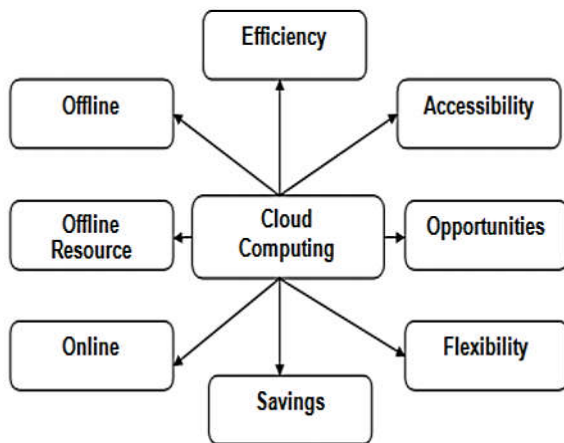 Efficiency
Offline
Accessibility
Offline
Resource
Cloud
Computing
Opportunities
Online
Flexibility
Savings